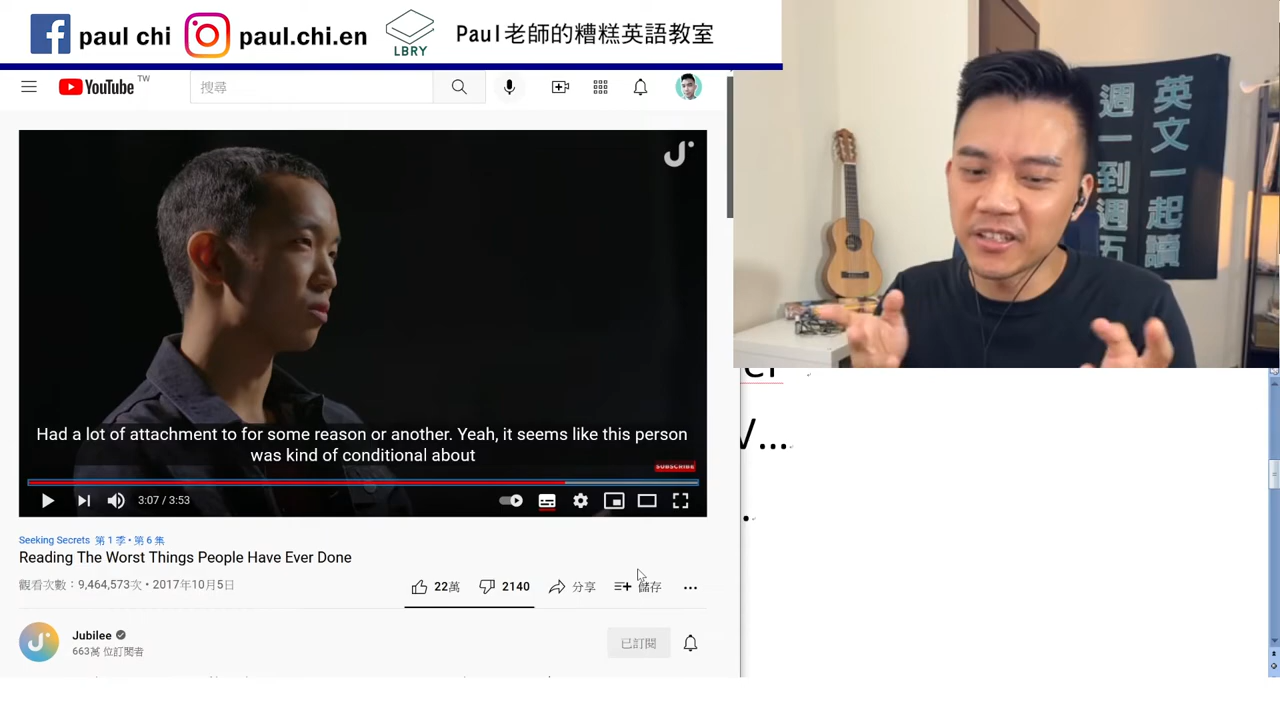 paul chi
paul.chi.en
LBRY
Paul老師的糟糕英語教室
YouTube TW
搜尋
英文一起讀
週一到週五
Had a lot of attachment to for some reason or another. Yeah, it seems like this person
was kind of conditional about
SUBSCRIBE
3:07 / 3:53
Seeking Secrets 第 1 季 • 第 6 集
Reading The Worst Things People Have Ever Done
觀看次數：9,464,573次 • 2017年10月5日
22萬
2140
分享
儲存
Jubilee
663萬 位訂閱者
已訂閱
er
V...